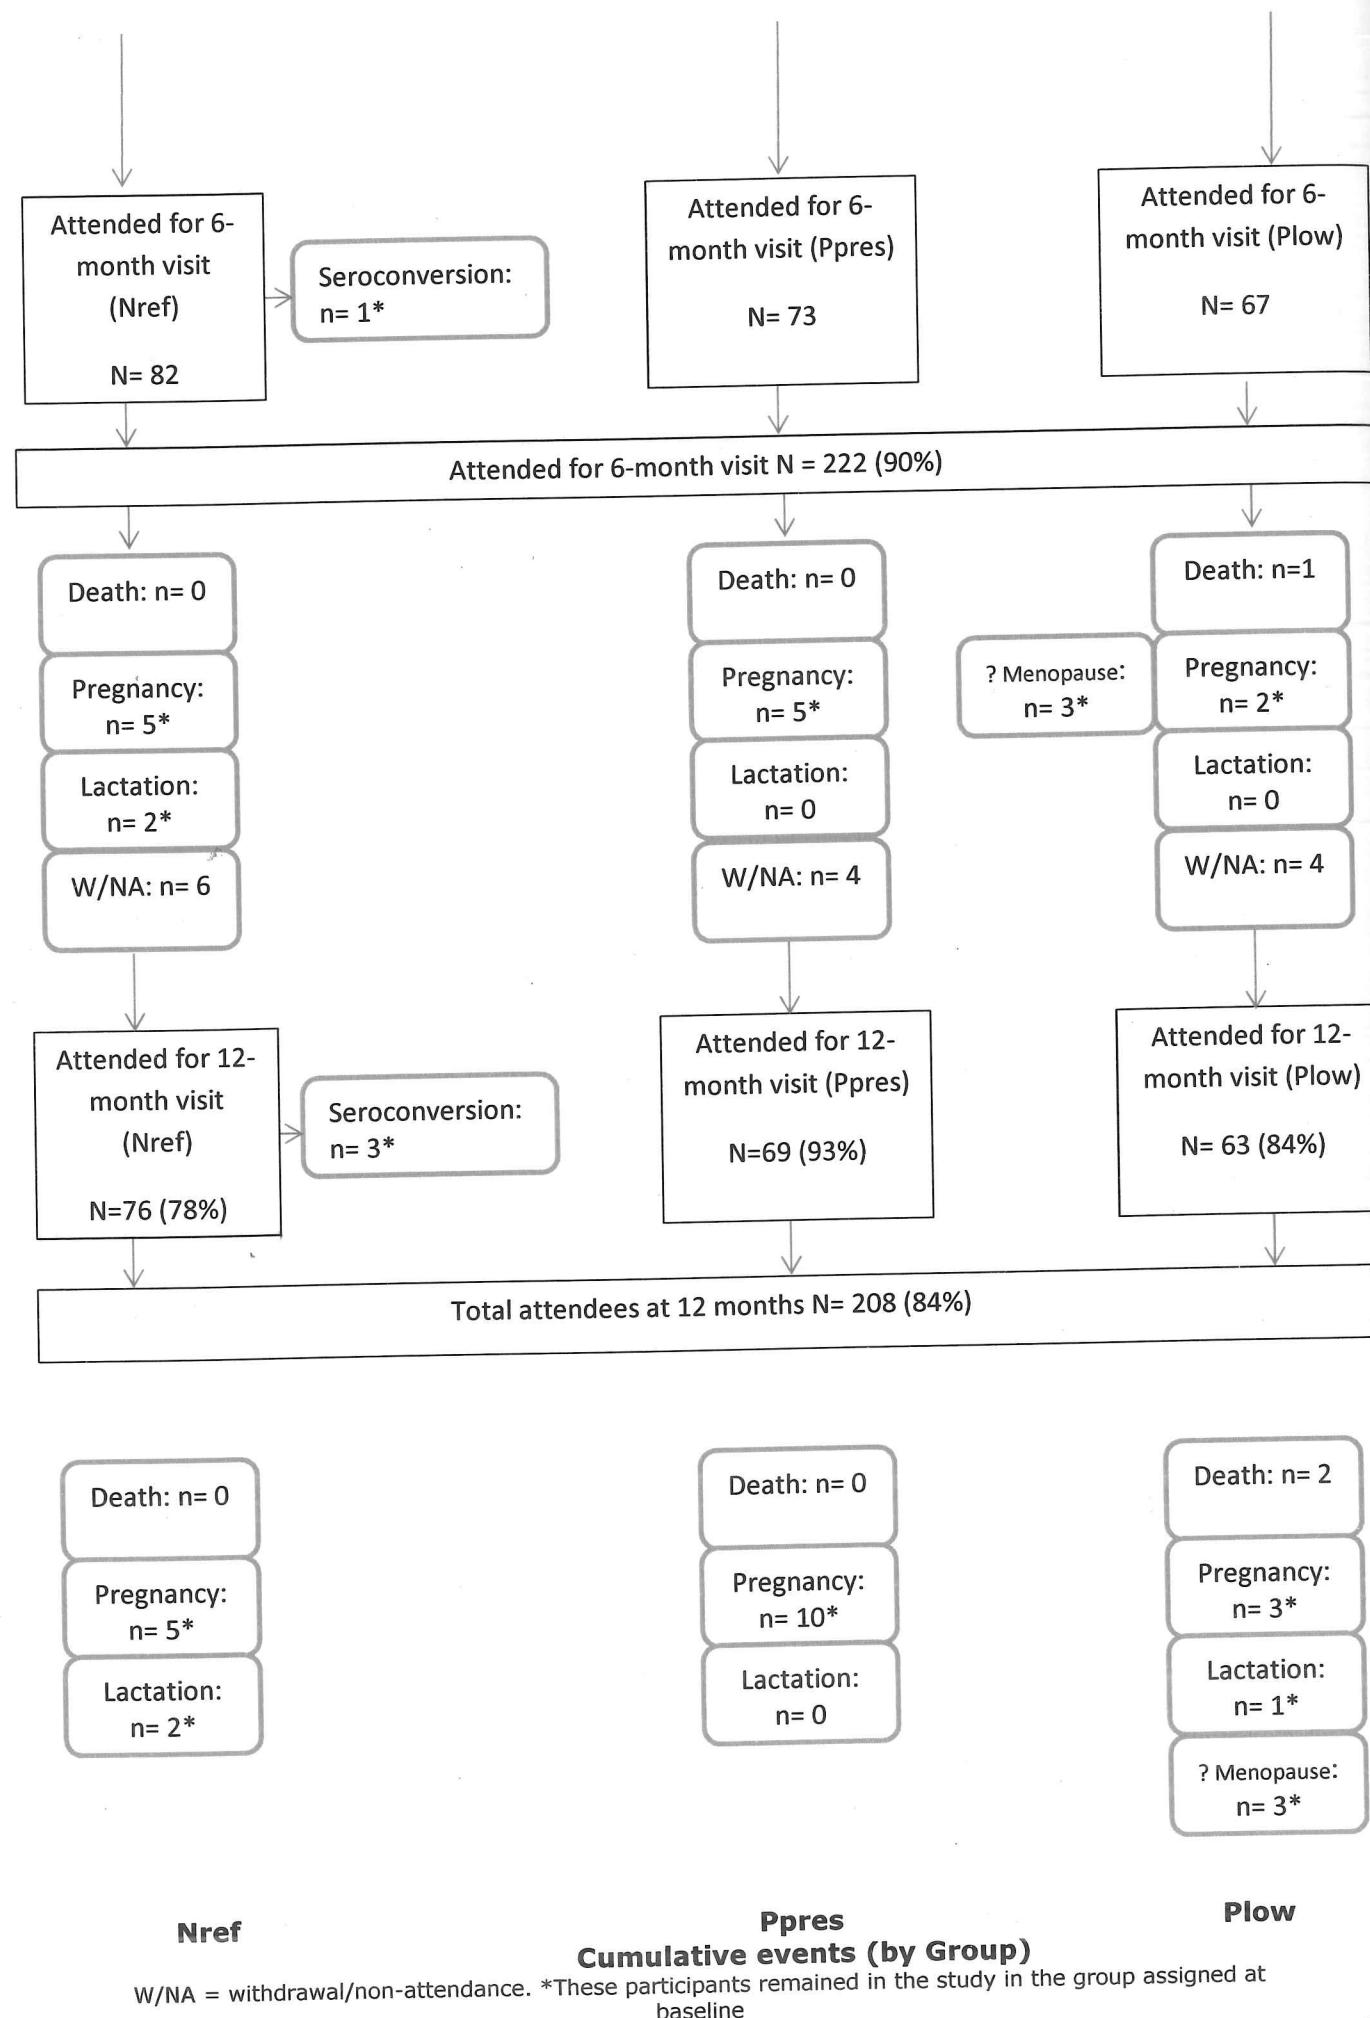 Attended for 6-
month visit
(Nref)
N= 82
Seroconversion:
n= 1*
Attended for 6-
month visit (Ppres)
N= 73
Attended for 6-
month visit (Plow)
N= 67
Attended for 6-month visit N = 222 (90%)
Death: n= 0
Pregnancy:
n= 5*
Lactation:
n= 2*
W/NA: n= 6
Death: n= 0
Pregnancy:
n= 5*
Lactation:
n= 0
W/NA: n= 4
? Menopause:
n= 3*
Death: n=1
Pregnancy:
n= 2*
Lactation:
n= 0
W/NA: n= 4
Attended for 12-
month visit
(Nref)
N=76 (78%)
Seroconversion:
n= 3*
Attended for 12-
month visit (Ppres)
N=69 (93%)
Attended for 12-
month visit (Plow)
N= 63 (84%)
Total attendees at 12 months N= 208 (84%)
Death: n= 0
Pregnancy:
n= 5*
Lactation:
n= 2*
Death: n= 0
Pregnancy:
n= 10*
Lactation:
n= 0
Death: n= 2
Pregnancy:
n= 3*
Lactation:
n= 1*
? Menopause:
n= 3*
Nref
Ppres
Plow
Cumulative events (by Group)
W/NA = withdrawal/non-attendance. *These participants remained in the study in the group assigned at
baseline